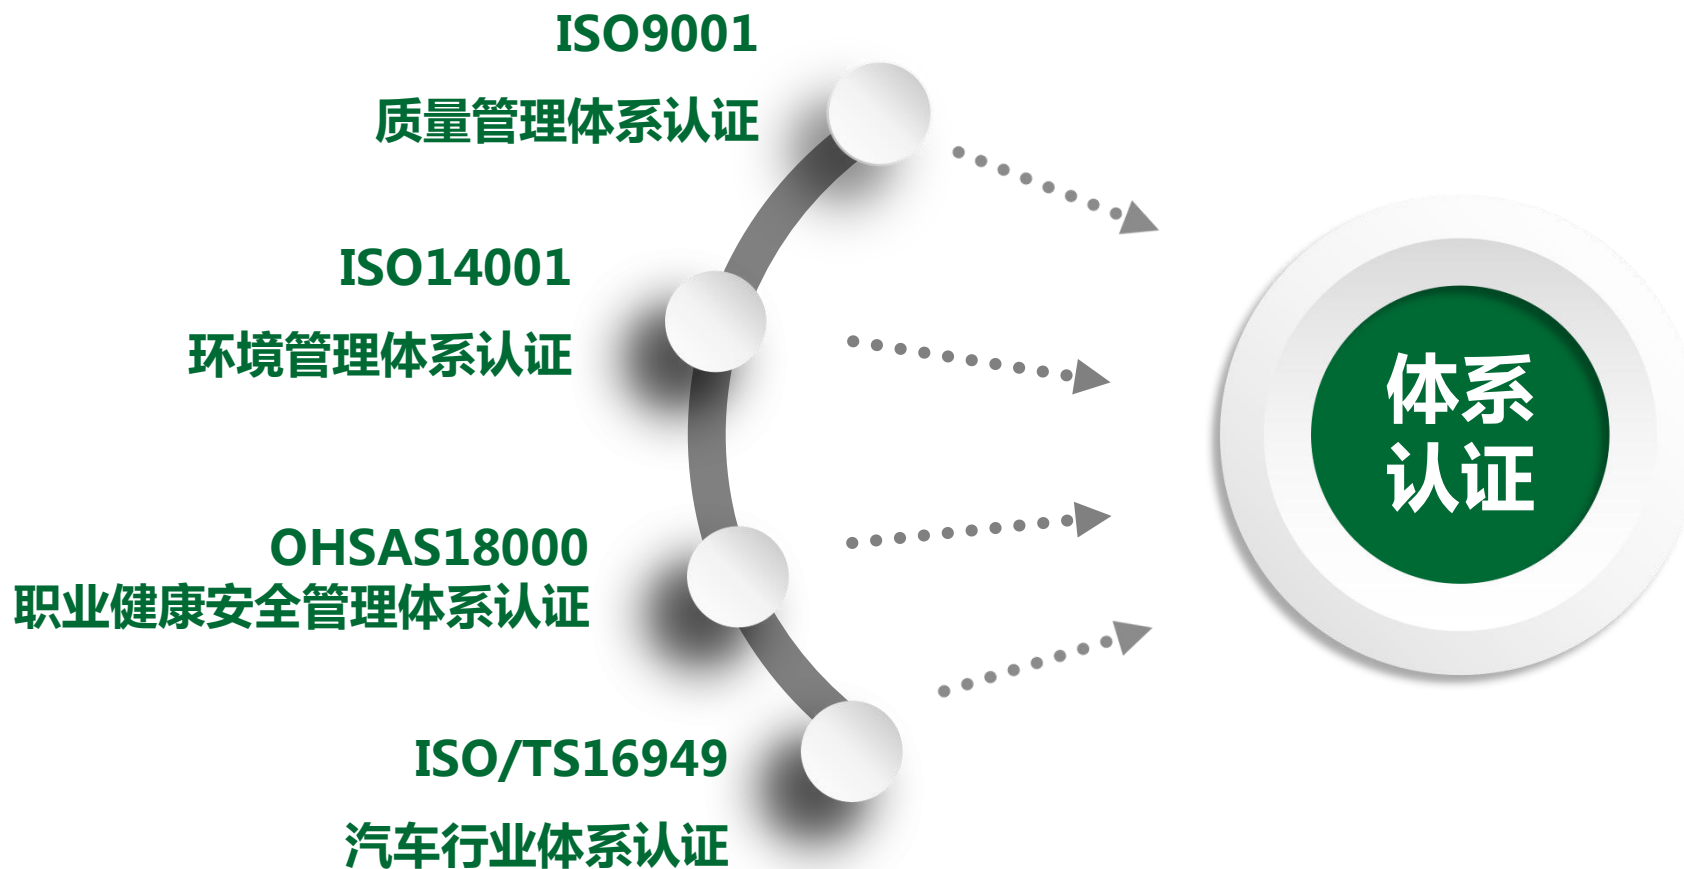 ISO9001
质量管理体系认证
ISO14001
环境管理体系认证
OHSAS18000
职业健康安全管理体系认证
ISO/TS16949
汽车行业体系认证
体系
认证